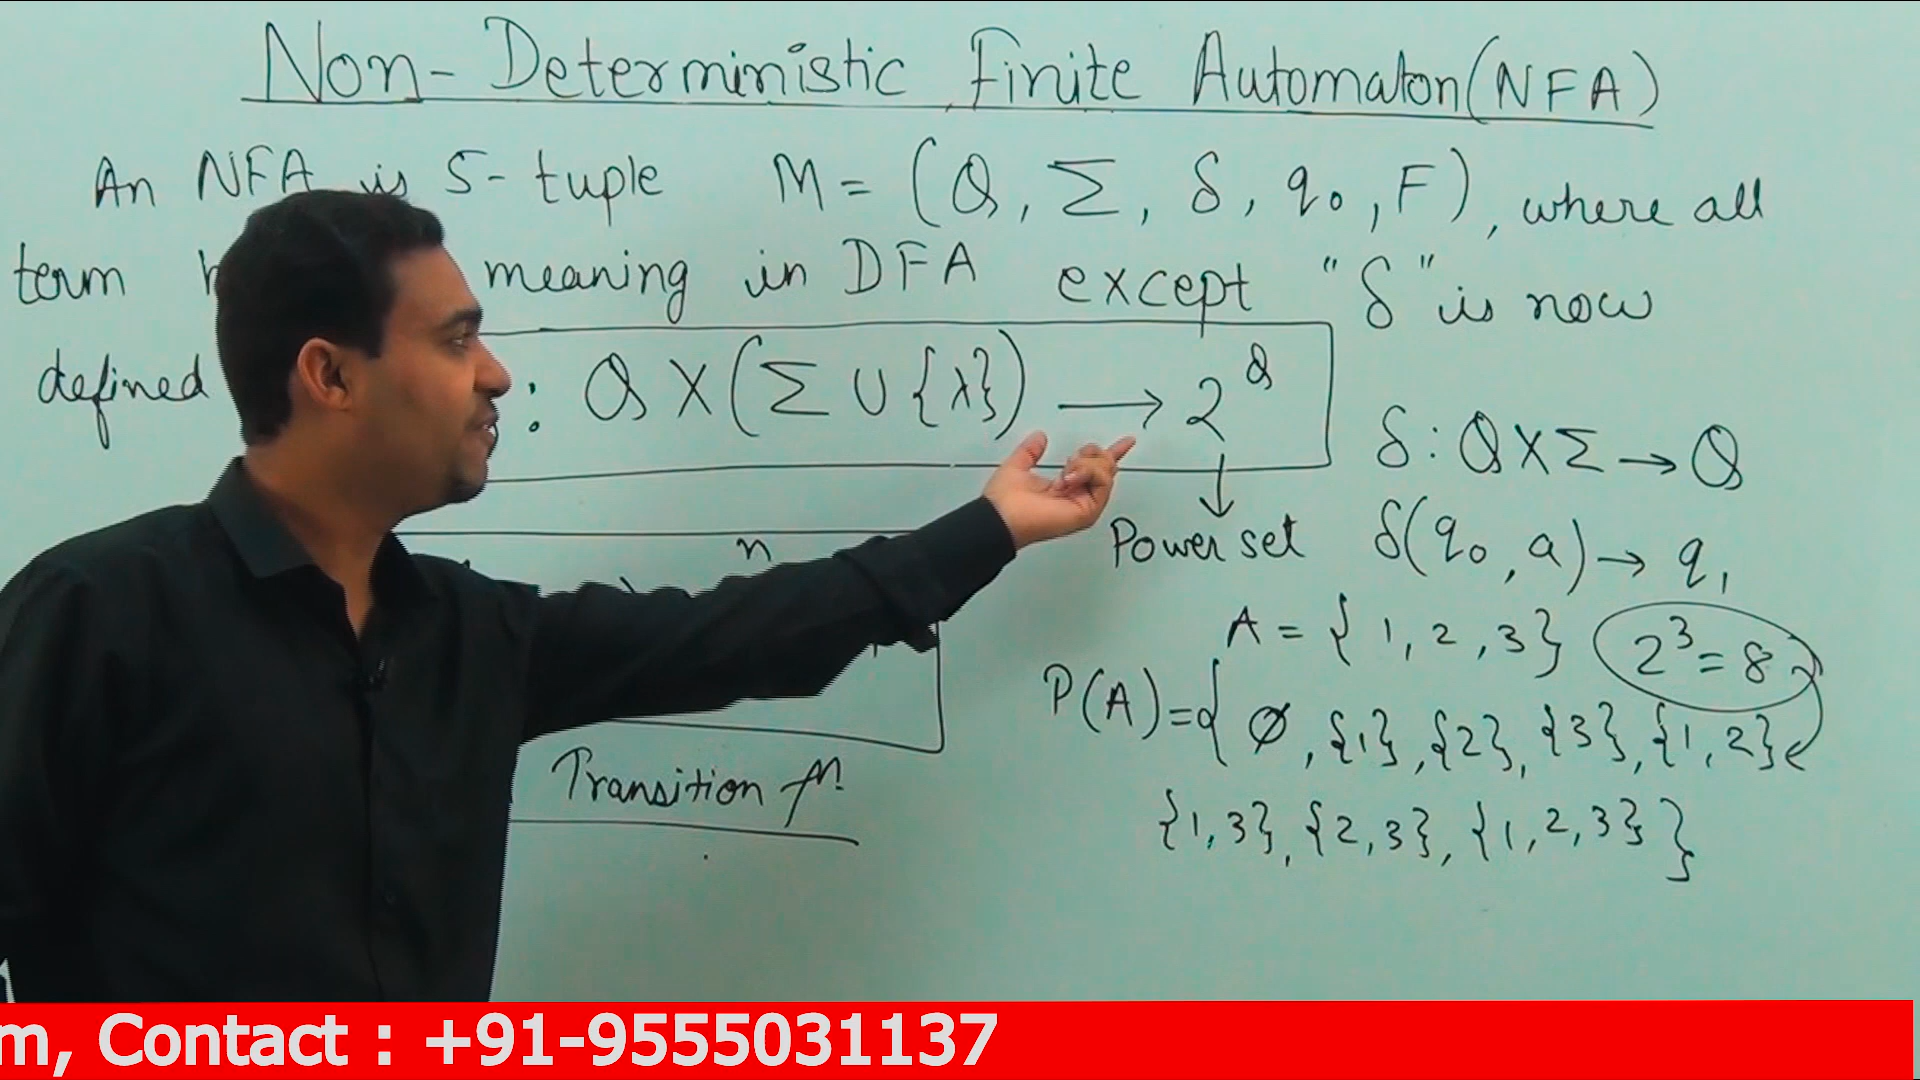 Non-Deterministic Finite Automaton(NFA)
An NFA is 5-tuple M = (Q, Σ, δ, q₀, F), where all
term meaning in DFA except "δ" is now
defined : Q X (Σ ∪ {λ}) → 2^Q
δ : Q X Σ → Q
n
Power set
δ(q₀, a) → q₁
A = { 1, 2, 3}
2³ = 8
P(A) = { Ø, {1}, {2}, {3}, {1, 2}
{1, 3}, {2, 3}, {1, 2, 3} }
Transition fn.
m, Contact : +91-9555031137